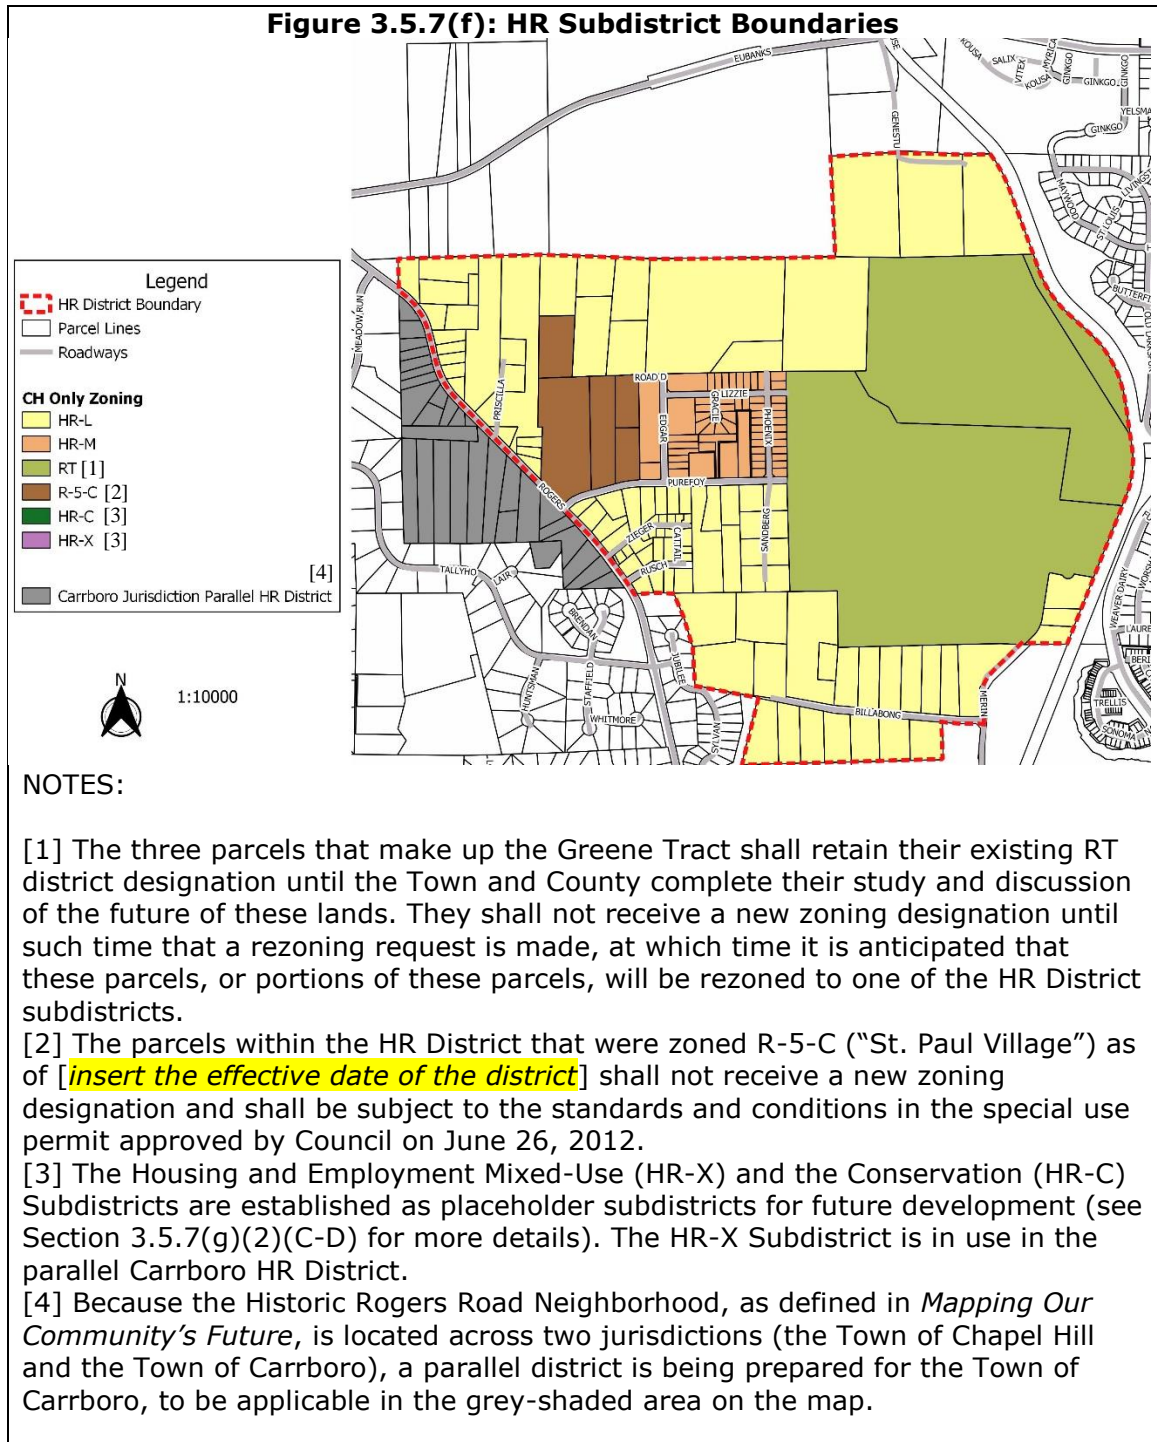 Figure 3.5.7(f): HR Subdistrict Boundaries
EUBANKS
KOUSA
SALIX
VITEX
KOUSA
MYRICA
GINKGO
GINKGO
GINKGO
YELSMA
GINKGO
GENESTU
MAYWOOD
ST LOUIS
LIVINGST
BUTTERFL
MEADOW RUN
PRISCILLA
ROAD D
LIZZIE
GRACIE
EDGAR
PHOENIX
PUREFOY
ROGERS
ZIEGER
CATTAIL
RUSCH
SANDBERG
TALLYHO
LAIR
BRENDAN
STAFFIELD
HUNTSMAN
WHITMORE
JUBILEE
SYLVAN
BILLABONG
MERIN
WEAVER DAIRY
WORSH
LAURE
BERI
TRELLIS
SONOMA
Legend
HR District Boundary
Parcel Lines
Roadways
CH Only Zoning
HR-L
HR-M
RT [1]
R-5-C [2]
HR-C [3]
HR-X [3]
[4]
Carrboro Jurisdiction Parallel HR District
N
1:10000
NOTES:
[1] The three parcels that make up the Greene Tract shall retain their existing RT
district designation until the Town and County complete their study and discussion
of the future of these lands. They shall not receive a new zoning designation until
such time that a rezoning request is made, at which time it is anticipated that
these parcels, or portions of these parcels, will be rezoned to one of the HR District
subdistricts.
[2] The parcels within the HR District that were zoned R-5-C (“St. Paul Village”) as
of [insert the effective date of the district] shall not receive a new zoning
designation and shall be subject to the standards and conditions in the special use
permit approved by Council on June 26, 2012.
[3] The Housing and Employment Mixed-Use (HR-X) and the Conservation (HR-C)
Subdistricts are established as placeholder subdistricts for future development (see
Section 3.5.7(g)(2)(C-D) for more details). The HR-X Subdistrict is in use in the
parallel Carrboro HR District.
[4] Because the Historic Rogers Road Neighborhood, as defined in Mapping Our
Community’s Future, is located across two jurisdictions (the Town of Chapel Hill
and the Town of Carrboro), a parallel district is being prepared for the Town of
Carrboro, to be applicable in the grey-shaded area on the map.